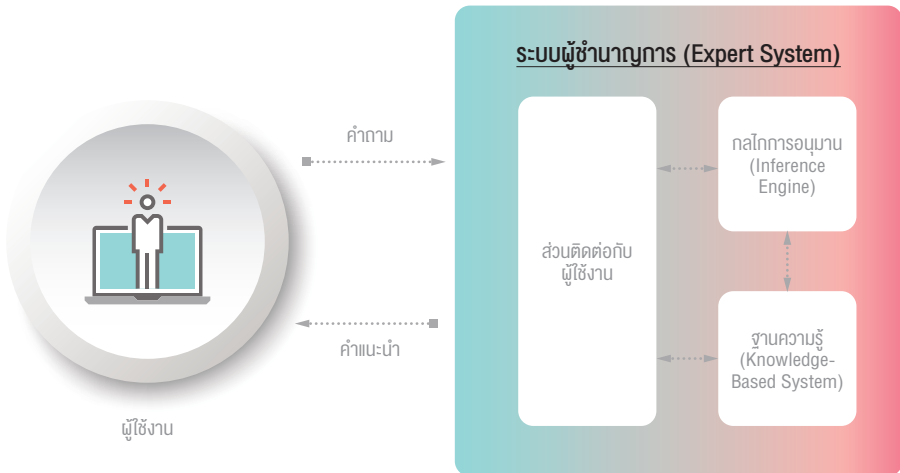 ระบบผู้ชำนาญการ (Expert System)
คำถาม
กลไกการอนุมาน
(Inference
Engine)
ส่วนติดต่อกับ
ผู้ใช้งาน
คำแนะนำ
ฐานความรู้
(Knowledge-
Based System)
ผู้ใช้งาน